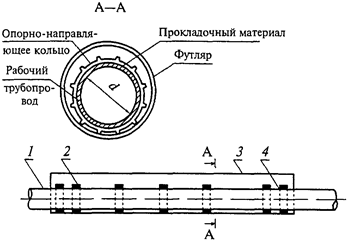 А—А
Опорно-направля-
ющее кольцо
Прокладочный материал
Футляр
Рабочий
трубопро-
вод
d
А
1
2
3
4
А